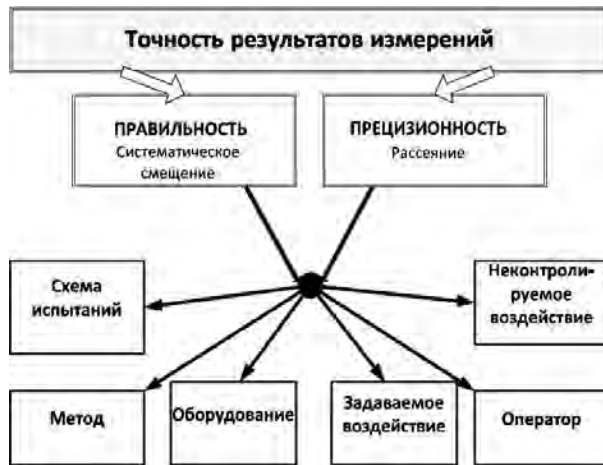 Точность результатов измерений
ПРАВИЛЬНОСТЬ
Систематическое
смещение
ПРЕЦИЗИОННОСТЬ
Рассеяние
Схема
испытаний
Неконтроли-
руемое
воздействие
Метод
Оборудование
Задаваемое
воздействие
Оператор